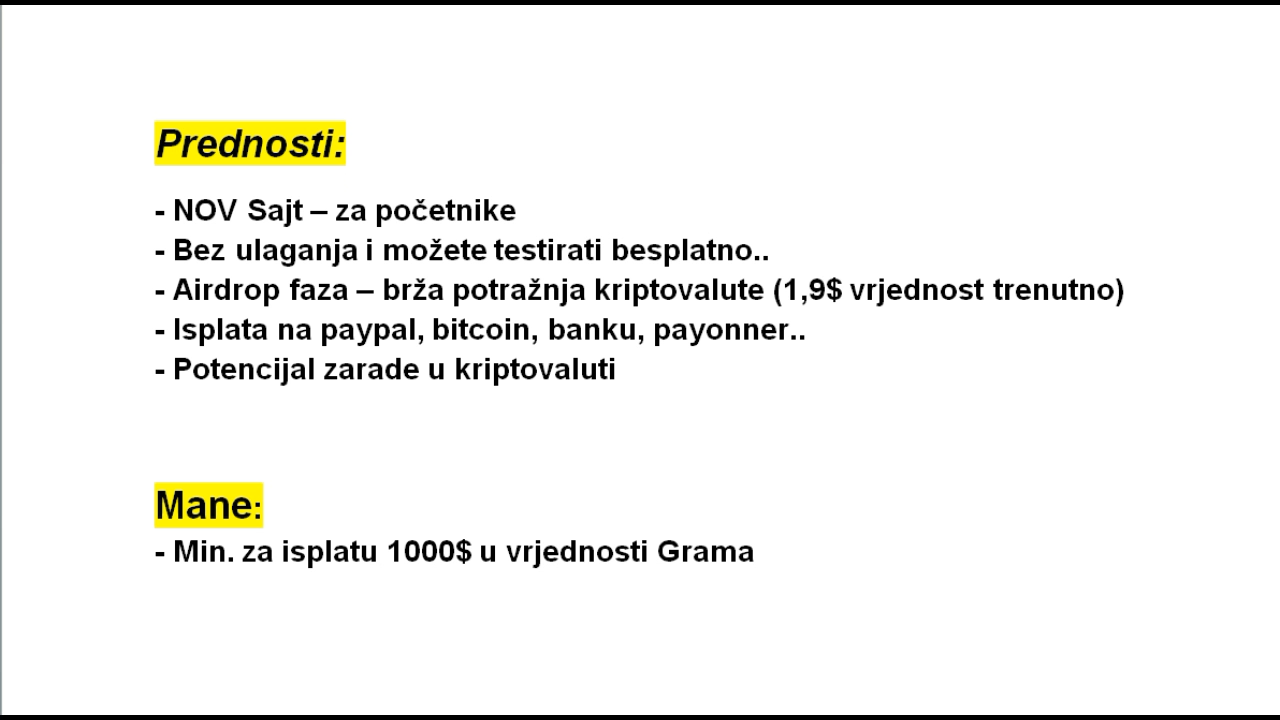 Prednosti:
- NOV Sajt – za početnike
- Bez ulaganja i možete testirati besplatno..
- Airdrop faza – brža potražnja kriptovalute (1,9$ vrjednost trenutno)
- Isplata na paypal, bitcoin, banku, payonner..
- Potencijal zarade u kriptovaluti
Mane:
- Min. za isplatu 1000$ u vrjednosti Grama